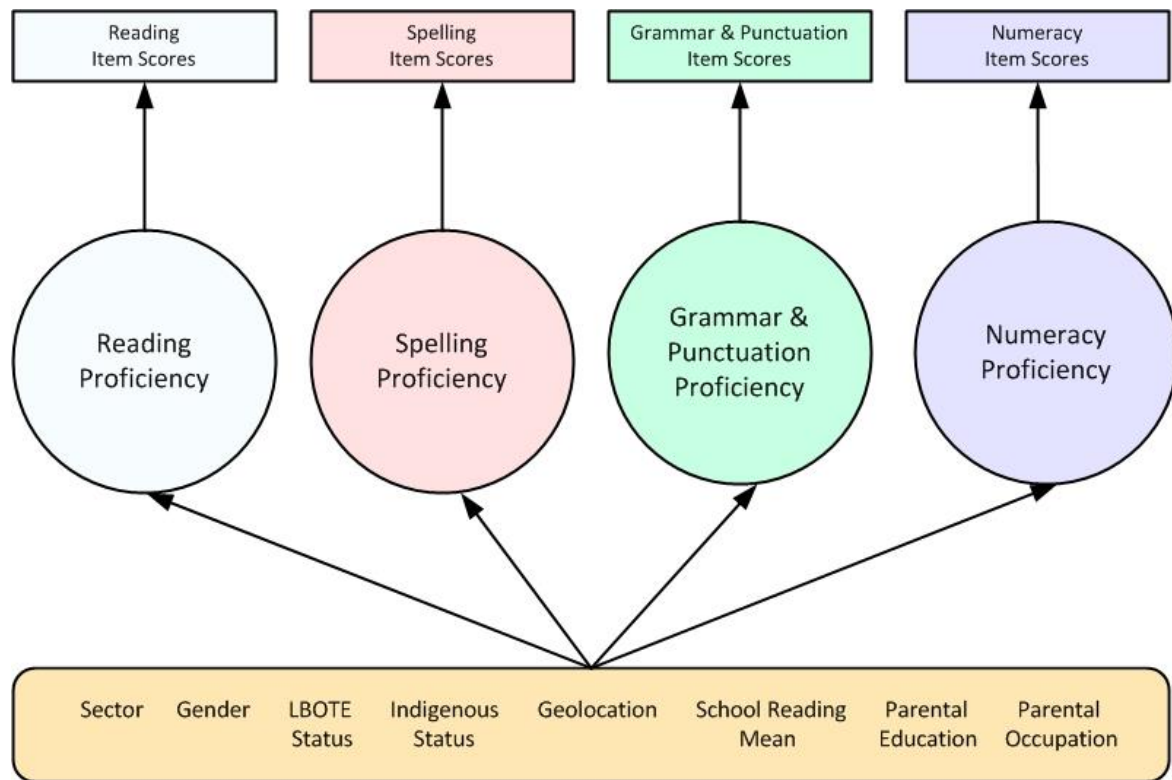 Reading
Item Scores
Spelling
Item Scores
Grammar & Punctuation
Item Scores
Numeracy
Item Scores
Reading
Proficiency
Spelling
Proficiency
Grammar &
Punctuation
Proficiency
Numeracy
Proficiency
Sector
Gender
LBOTE
Status
Indigenous
Status
Geolocation
School Reading
Mean
Parental
Education
Parental
Occupation